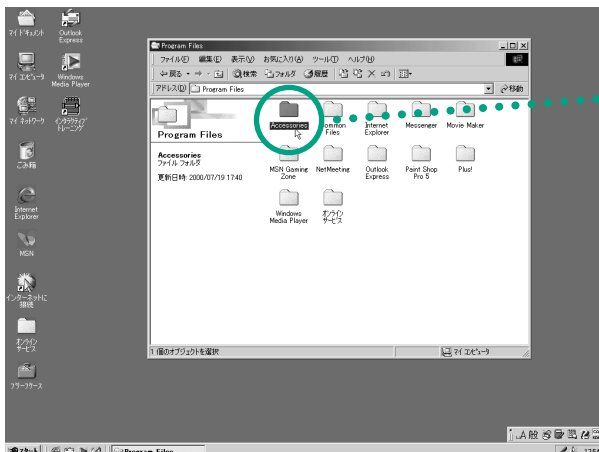 マイ ドキュメント
Outlook
Express
マイ コンピュータ
Windows
Media Player
マイ ネットワーク
インタラクティブ
トレーニング
ごみ箱
Internet
Explorer
MSN
インターネットに
接続
オンライン
サービス
ブリーフケース
Program Files
ファイル(F) 編集(E) 表示(V) お気に入り(A) ツール(T) ヘルプ(H)
戻る 検索 フォルダ 履歴
アドレス(D) Program Files 移動
Program Files
Accessories
ファイル フォルダ
更新日時: 2000/07/19 17:40
Accessories
Common
Files
Internet
Explorer
Messenger
Movie Maker
MSN Gaming
Zone
NetMeeting
Outlook
Express
Paint Shop
Pro 5
Plus!
Windows
Media Player
オンライン
サービス
1 個のオブジェクトを選択
マイ コンピュータ
A 般
スタート
Program Files